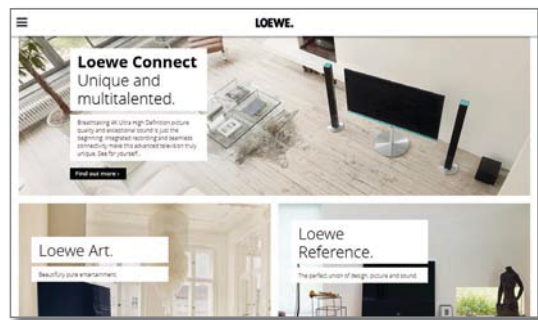 LOEWE.
Loewe Connect
Unique and
multitalented.
Breathtaking 4K Ultra High Definition picture
quality and exceptional sound is just the
beginning. Integrated recording and seamless
connectivity make this advanced television truly
unique. See for yourself...
Find out more ›
Loewe Art.
Beautifully pure entertainment.
Loewe
Reference.
The perfect union of design, picture and sound.